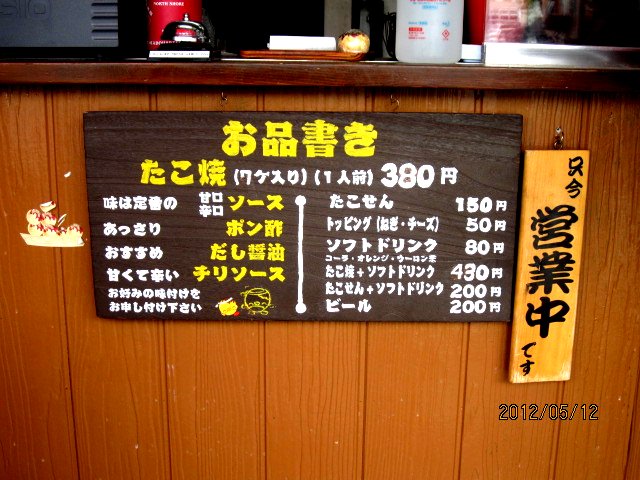 NORTH SHORE
お品書き
たこ焼 (7ケ入り) (1人前) 380円
味は定番の 甘口 辛口 ソース
あっさり ポン酢
おすすめ だし醤油
甘くて辛い チリソース
お好みの味付けを
お申し付け下さい
たこせん 150円
トッピング (ねぎ・チーズ) 50円
ソフトドリンク 80円
コーラ・オレンジ・ウーロン茶
たこ焼+ソフトドリンク 430円
たこせん+ソフトドリンク 200円
ビール 200円
只今
営業中
です
2012/05/12